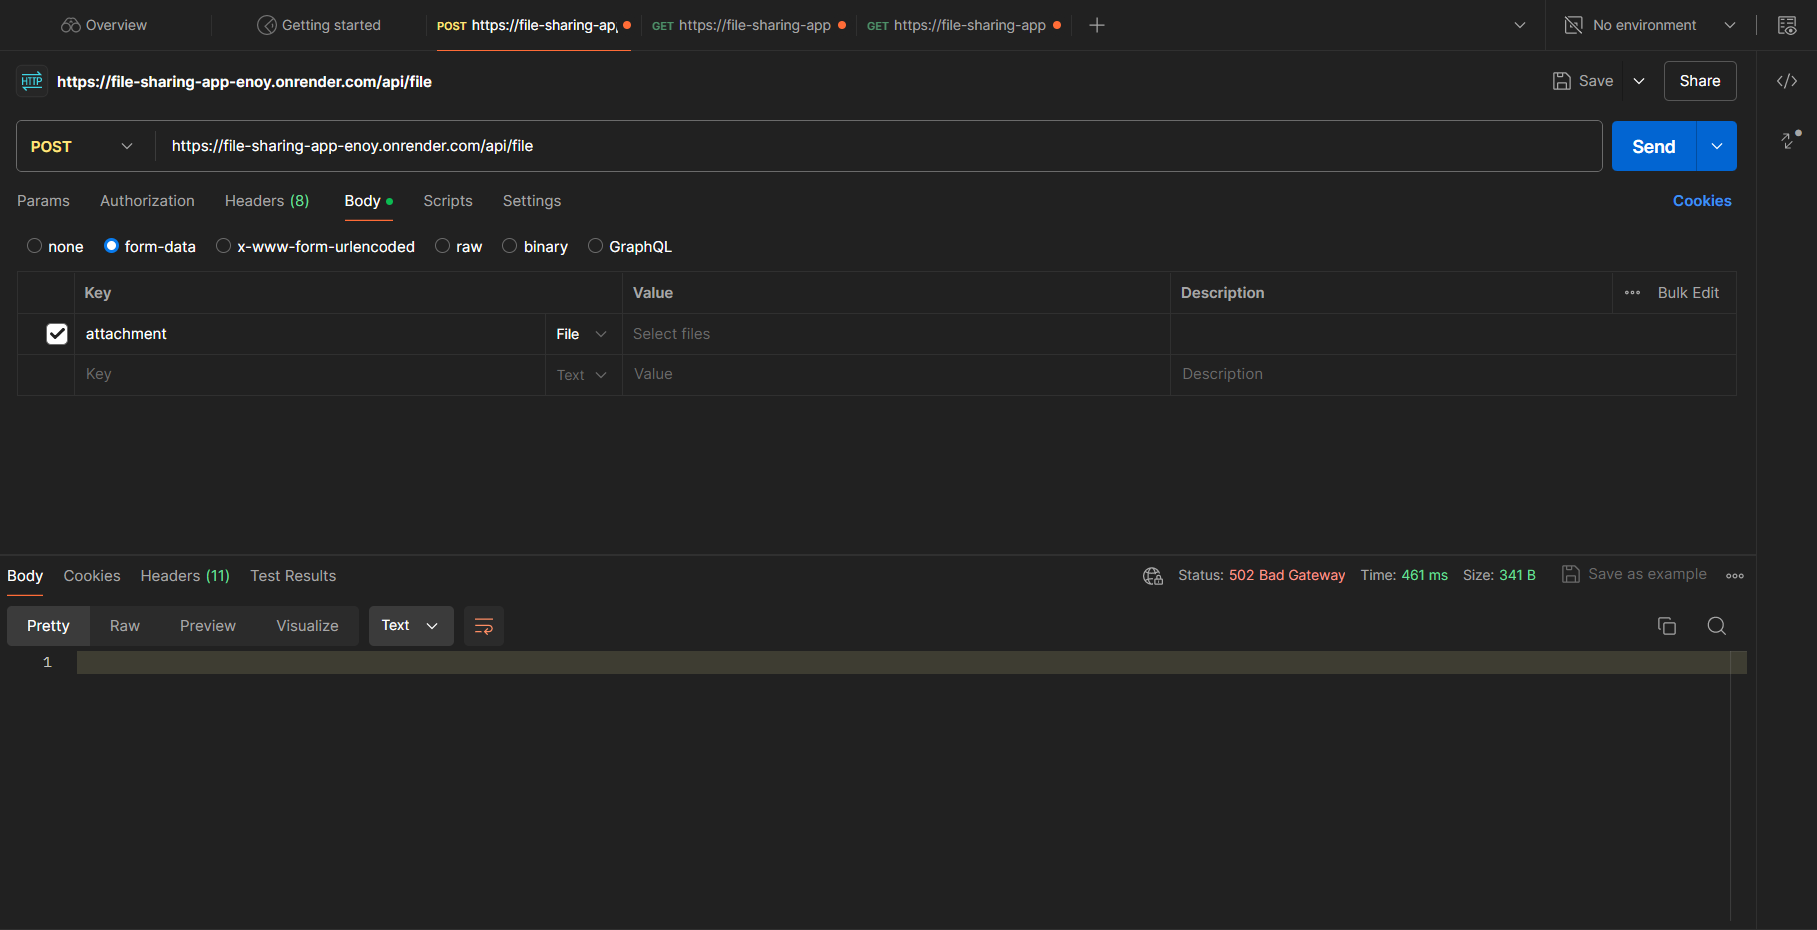 Overview
Getting started
POST https://file-sharing-ap
GET https://file-sharing-app
GET https://file-sharing-app
No environment
HTTP
https://file-sharing-app-enoy.onrender.com/api/file
Save
Share
POST
https://file-sharing-app-enoy.onrender.com/api/file
Send
Params
Authorization
Headers (8)
Body
Scripts
Settings
Cookies
none
form-data
x-www-form-urlencoded
raw
binary
GraphQL
Key
Value
Description
Bulk Edit
attachment
File
Select files
Key
Text
Value
Description
Body
Cookies
Headers (11)
Test Results
Status: 502 Bad Gateway
Time: 461 ms
Size: 341 B
Save as example
Pretty
Raw
Preview
Visualize
Text
1